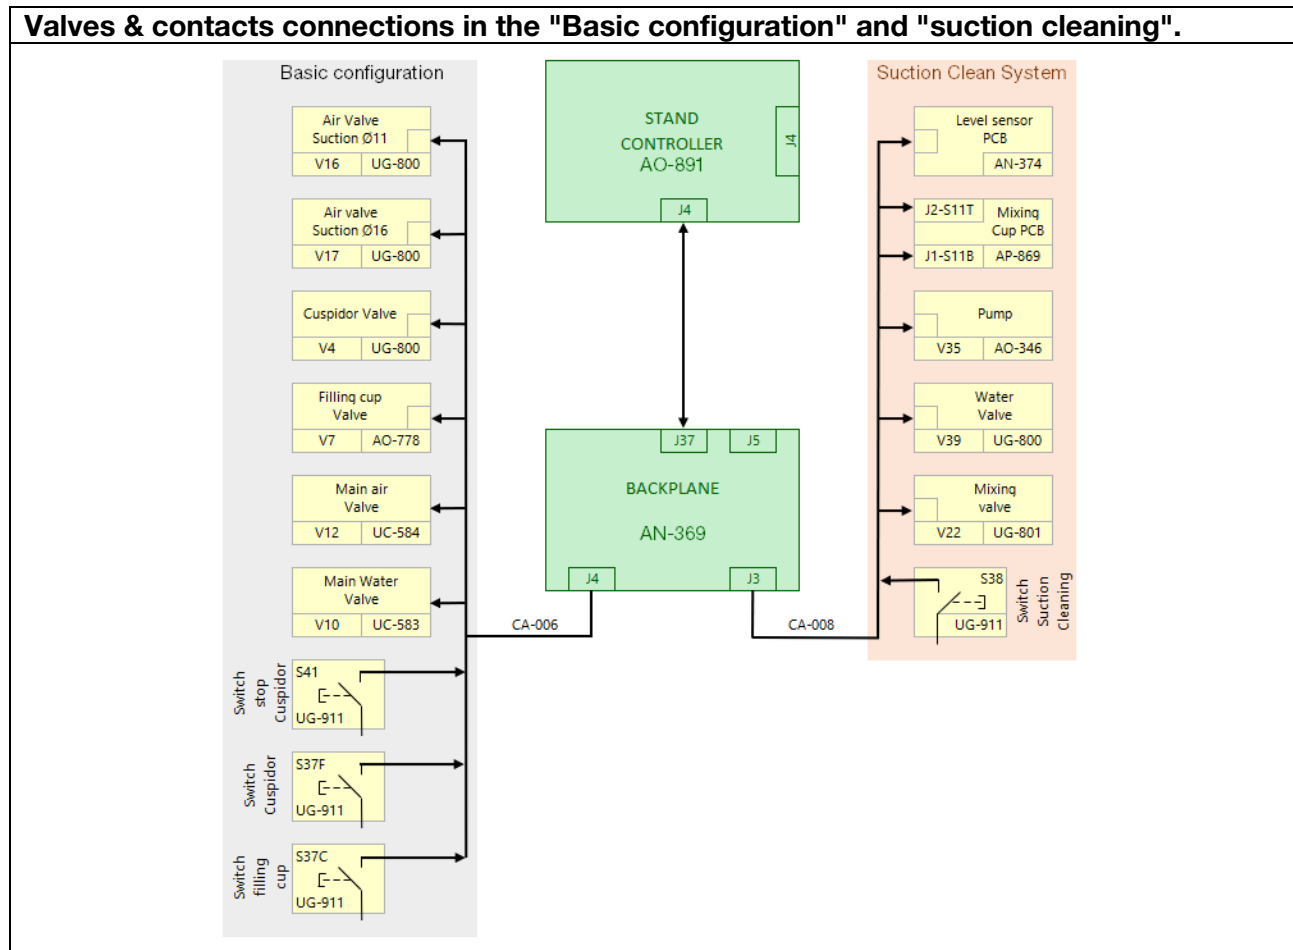 Valves & contacts connections in the "Basic configuration" and "suction cleaning".
Basic configuration
Air Valve
Suction Ø11
V16 UG-800
Air valve
Suction Ø16
V17 UG-800
Cuspidor Valve
V4 UG-800
Filling cup
Valve
V7 AO-778
Main air
Valve
V12 UC-584
Main Water
Valve
V10 UC-583
Switch
stop
Cuspidor
S41
UG-911
Switch
Cuspidor
S37F
UG-911
Switch
filling
cup
S37C
UG-911
STAND
CONTROLLER
AO-891
J4
J4
J37 J5
BACKPLANE
AN-369
J4 J3
CA-006
CA-008
Suction Clean System
Level sensor
PCB
AN-374
J2-S11T Mixing
Cup PCB
J1-S11B AP-869
Pump
V35 AO-346
Water
Valve
V39 UG-800
Mixing
valve
V22 UG-801
S38
UG-911
Switch
Suction
Cleaning